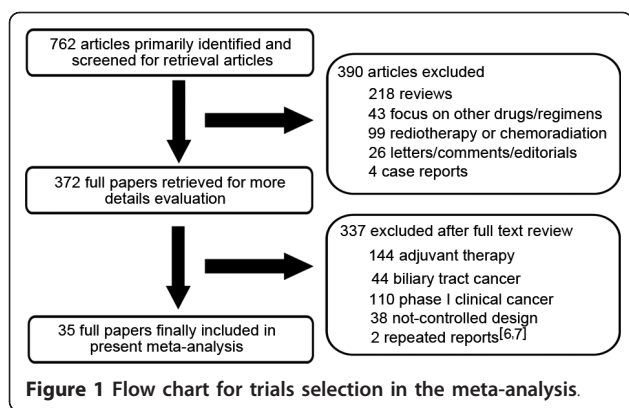 762 articles primarily identified and
screened for retrieval articles
390 articles excluded
218 reviews
43 focus on other drugs/regimens
99 rediotherapy or chemoradiation
26 letters/comments/editorials
4 case reports
372 full papers retrieved for more
details evaluation
337 excluded after full text review
144 adjuvant therapy
44 biliary tract cancer
110 phase I clinical cancer
38 not-controlled design
2 repeated reports[6,7]
35 full papers finally included in
present meta-analysis
Figure 1 Flow chart for trials selection in the meta-analysis.